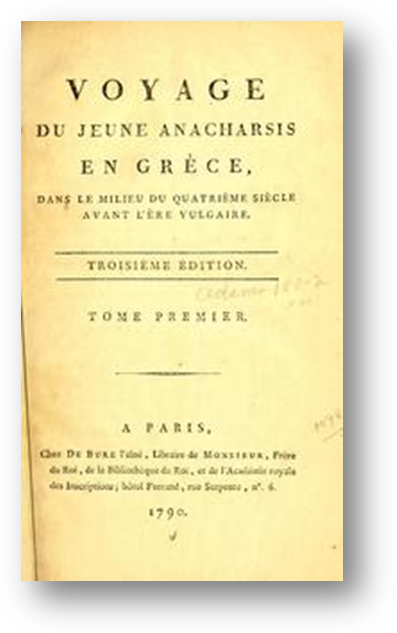 VOYAGE
DU JEUNE ANACHARSIS
EN GRÈCE,
DANS LE MILIEU DU QUATRIÈME SIÈCLE
AVANT L'ÈRE VULGAIRE.
TROISIÈME ÉDITION.
TOME PREMIER.
A PARIS,
Chez DE BURE l'aîné, Libraire de MONSIEUR, Frère
du Roi, de la Bibliothèque du Roi, et de l'Académie royale
des Inscriptions; hôtel Ferrand, rue Serpente, nº. 6.
1790.